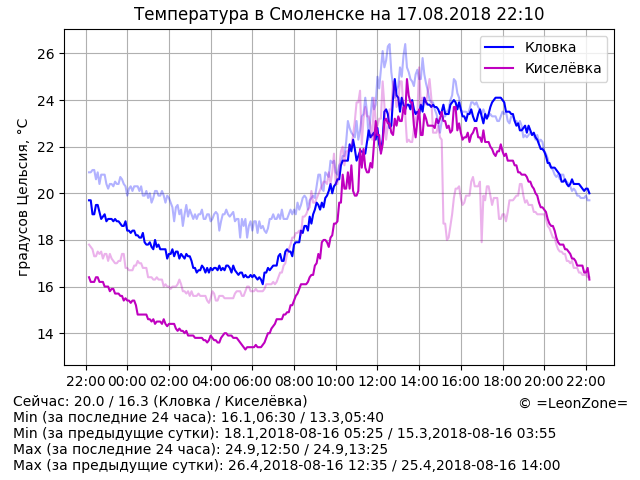 Температура в Смоленске на 17.08.2018 22:10
Кловка
Киселёвка
градусов Цельсия, °C
26
24
22
20
18
16
14
22:00 00:00 02:00 04:00 06:00 08:00 10:00 12:00 14:00 16:00 18:00 20:00 22:00
Сейчас: 20.0 / 16.3 (Кловка / Киселёвка)
© =LeonZone=
Min (за последние 24 часа): 16.1,06:30 / 13.3,05:40
Min (за предыдущие сутки): 18.1,2018-08-16 05:25 / 15.3,2018-08-16 03:55
Max (за последние 24 часа): 24.9,12:50 / 24.9,13:25
Max (за предыдущие сутки): 26.4,2018-08-16 12:35 / 25.4,2018-08-16 14:00